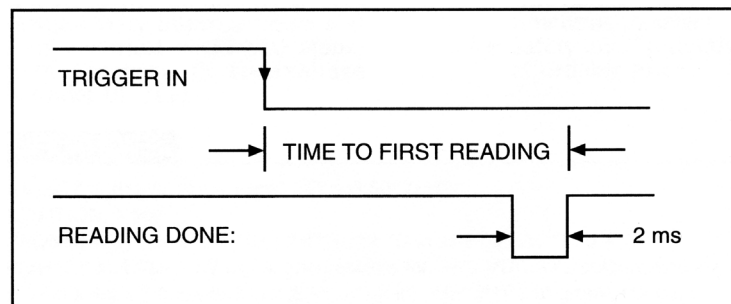 TRIGGER IN
TIME TO FIRST READING
READING DONE:
2 ms